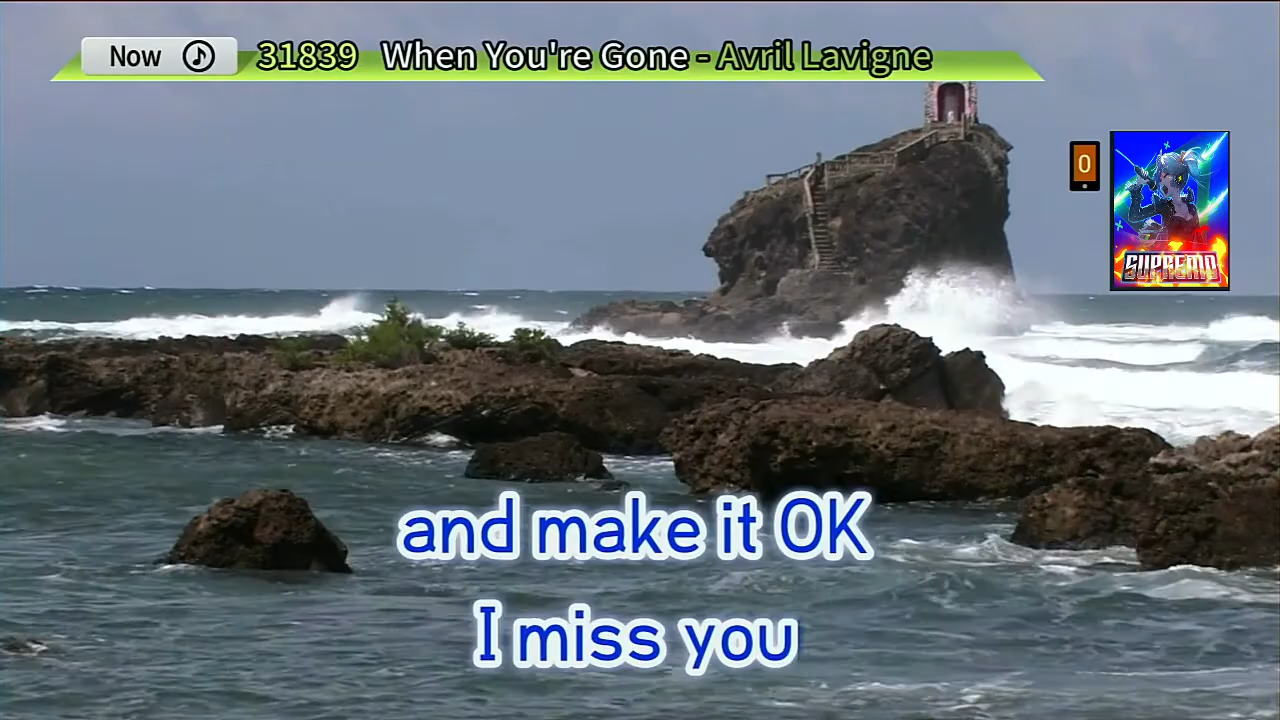 Now 31839 When You're Gone - Avril Lavigne
0
SUPREMO
and make it OK
I miss you